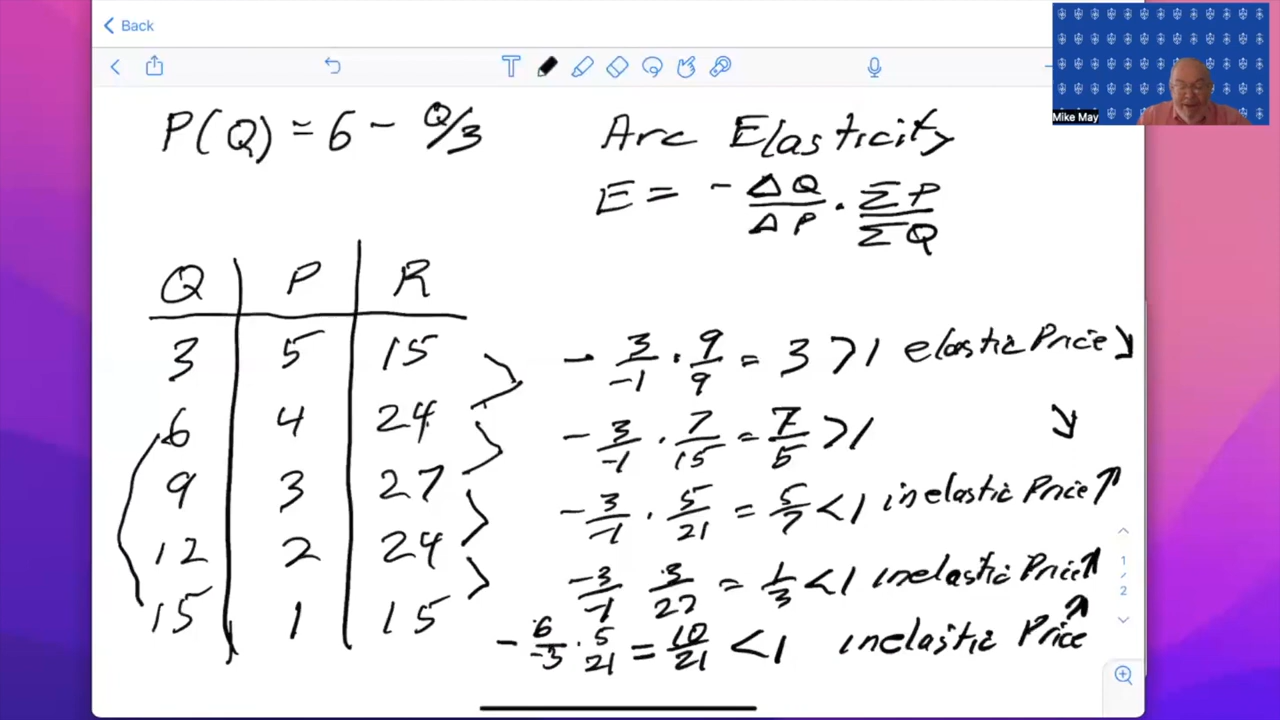 Back
Mike May
P(Q) = 6 - Q/3
Arc Elasticity
E = - ΔQ/ΔP · ΣP/ΣQ
Q P R
3 5 15
6 4 24
9 3 27
12 2 24
15 1 15
- 3/-1 · 9/9 = 3 >1 elastic Price ↘
- 3/-1 · 7/15 = 7/5 >1 ↘
- 3/-1 · 5/21 = 5/7 <1 inelastic Price ↑
-3/-1 3/27 = 1/3 <1 inelastic Price ↑
- 6/-3 · 5/21 = 10/21 <1 inelastic Price ↑
1
/
2